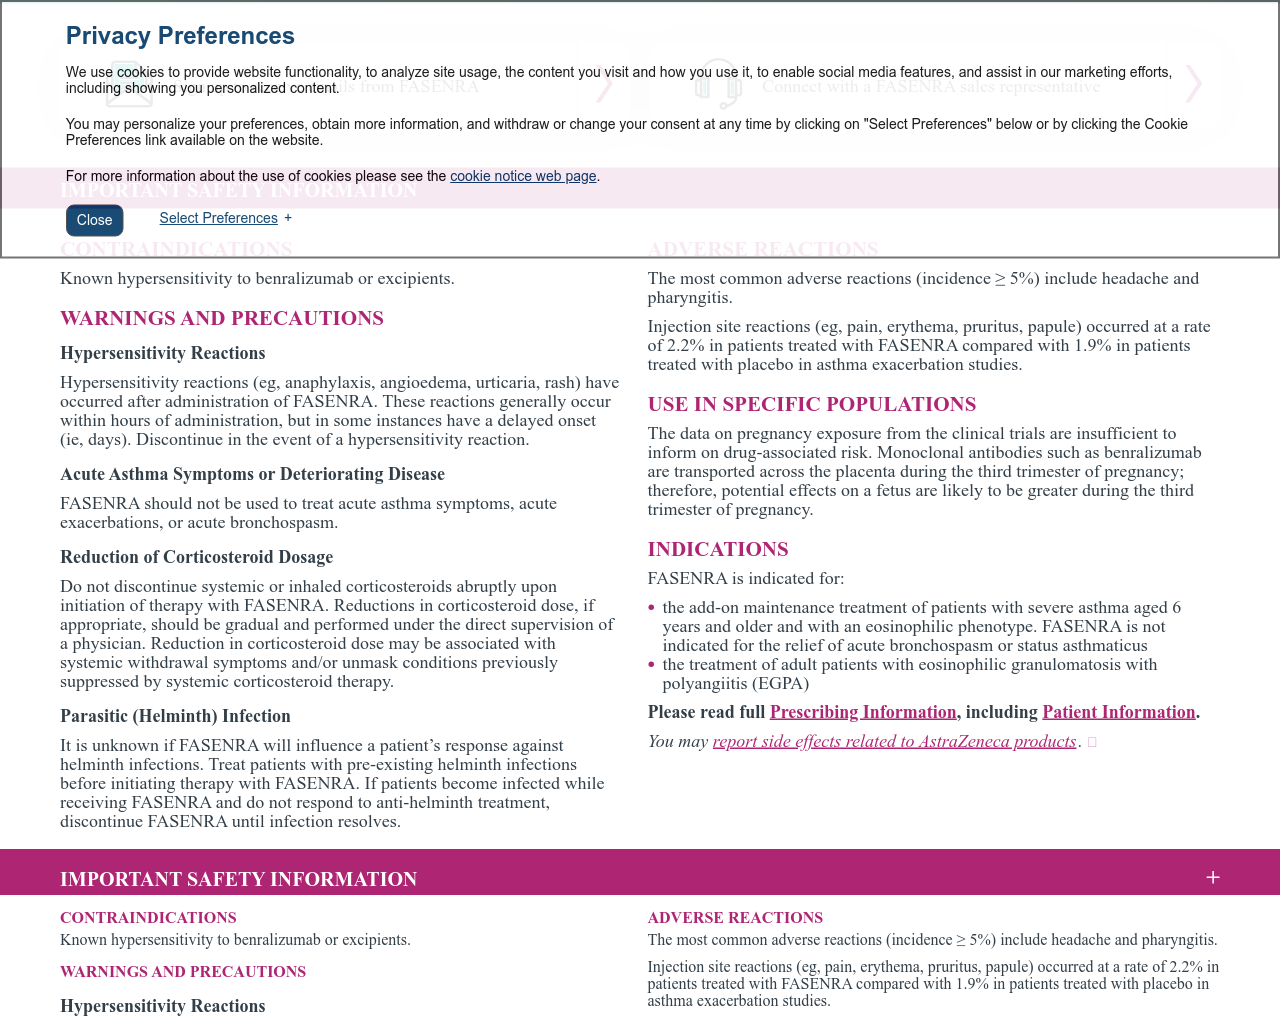 Privacy Preferences
We use cookies to provide website functionality, to analyze site usage, the content you visit and how you use it, to enable social media features, and assist in our marketing efforts,
including showing you personalized content.
ls from FASENRA
Connect with a FASENRA sales representative
You may personalize your preferences, obtain more information, and withdraw or change your consent at any time by clicking on "Select Preferences" below or by clicking the Cookie
Preferences link available on the website.
For more information about the use of cookies please see the cookie notice web page.
IMPORTANT SAFETY INFORMATION
Close
Select Preferences +
CONTRAINDICATIONS
Known hypersensitivity to benralizumab or excipients.
WARNINGS AND PRECAUTIONS
Hypersensitivity Reactions
Hypersensitivity reactions (eg, anaphylaxis, angioedema, urticaria, rash) have
occurred after administration of FASENRA. These reactions generally occur
within hours of administration, but in some instances have a delayed onset
(ie, days). Discontinue in the event of a hypersensitivity reaction.
Acute Asthma Symptoms or Deteriorating Disease
FASENRA should not be used to treat acute asthma symptoms, acute
exacerbations, or acute bronchospasm.
Reduction of Corticosteroid Dosage
Do not discontinue systemic or inhaled corticosteroids abruptly upon
initiation of therapy with FASENRA. Reductions in corticosteroid dose, if
appropriate, should be gradual and performed under the direct supervision of
a physician. Reduction in corticosteroid dose may be associated with
systemic withdrawal symptoms and/or unmask conditions previously
suppressed by systemic corticosteroid therapy.
Parasitic (Helminth) Infection
It is unknown if FASENRA will influence a patient’s response against
helminth infections. Treat patients with pre-existing helminth infections
before initiating therapy with FASENRA. If patients become infected while
receiving FASENRA and do not respond to anti-helminth treatment,
discontinue FASENRA until infection resolves.
ADVERSE REACTIONS
The most common adverse reactions (incidence ≥ 5%) include headache and
pharyngitis.
Injection site reactions (eg, pain, erythema, pruritus, papule) occurred at a rate
of 2.2% in patients treated with FASENRA compared with 1.9% in patients
treated with placebo in asthma exacerbation studies.
USE IN SPECIFIC POPULATIONS
The data on pregnancy exposure from the clinical trials are insufficient to
inform on drug-associated risk. Monoclonal antibodies such as benralizumab
are transported across the placenta during the third trimester of pregnancy;
therefore, potential effects on a fetus are likely to be greater during the third
trimester of pregnancy.
INDICATIONS
FASENRA is indicated for:
• the add-on maintenance treatment of patients with severe asthma aged 6
years and older and with an eosinophilic phenotype. FASENRA is not
indicated for the relief of acute bronchospasm or status asthmaticus
• the treatment of adult patients with eosinophilic granulomatosis with
polyangiitis (EGPA)
Please read full Prescribing Information, including Patient Information.
You may report side effects related to AstraZeneca products.
IMPORTANT SAFETY INFORMATION +
CONTRAINDICATIONS
Known hypersensitivity to benralizumab or excipients.
WARNINGS AND PRECAUTIONS
Hypersensitivity Reactions
ADVERSE REACTIONS
The most common adverse reactions (incidence ≥ 5%) include headache and pharyngitis.
Injection site reactions (eg, pain, erythema, pruritus, papule) occurred at a rate of 2.2% in
patients treated with FASENRA compared with 1.9% in patients treated with placebo in
asthma exacerbation studies.